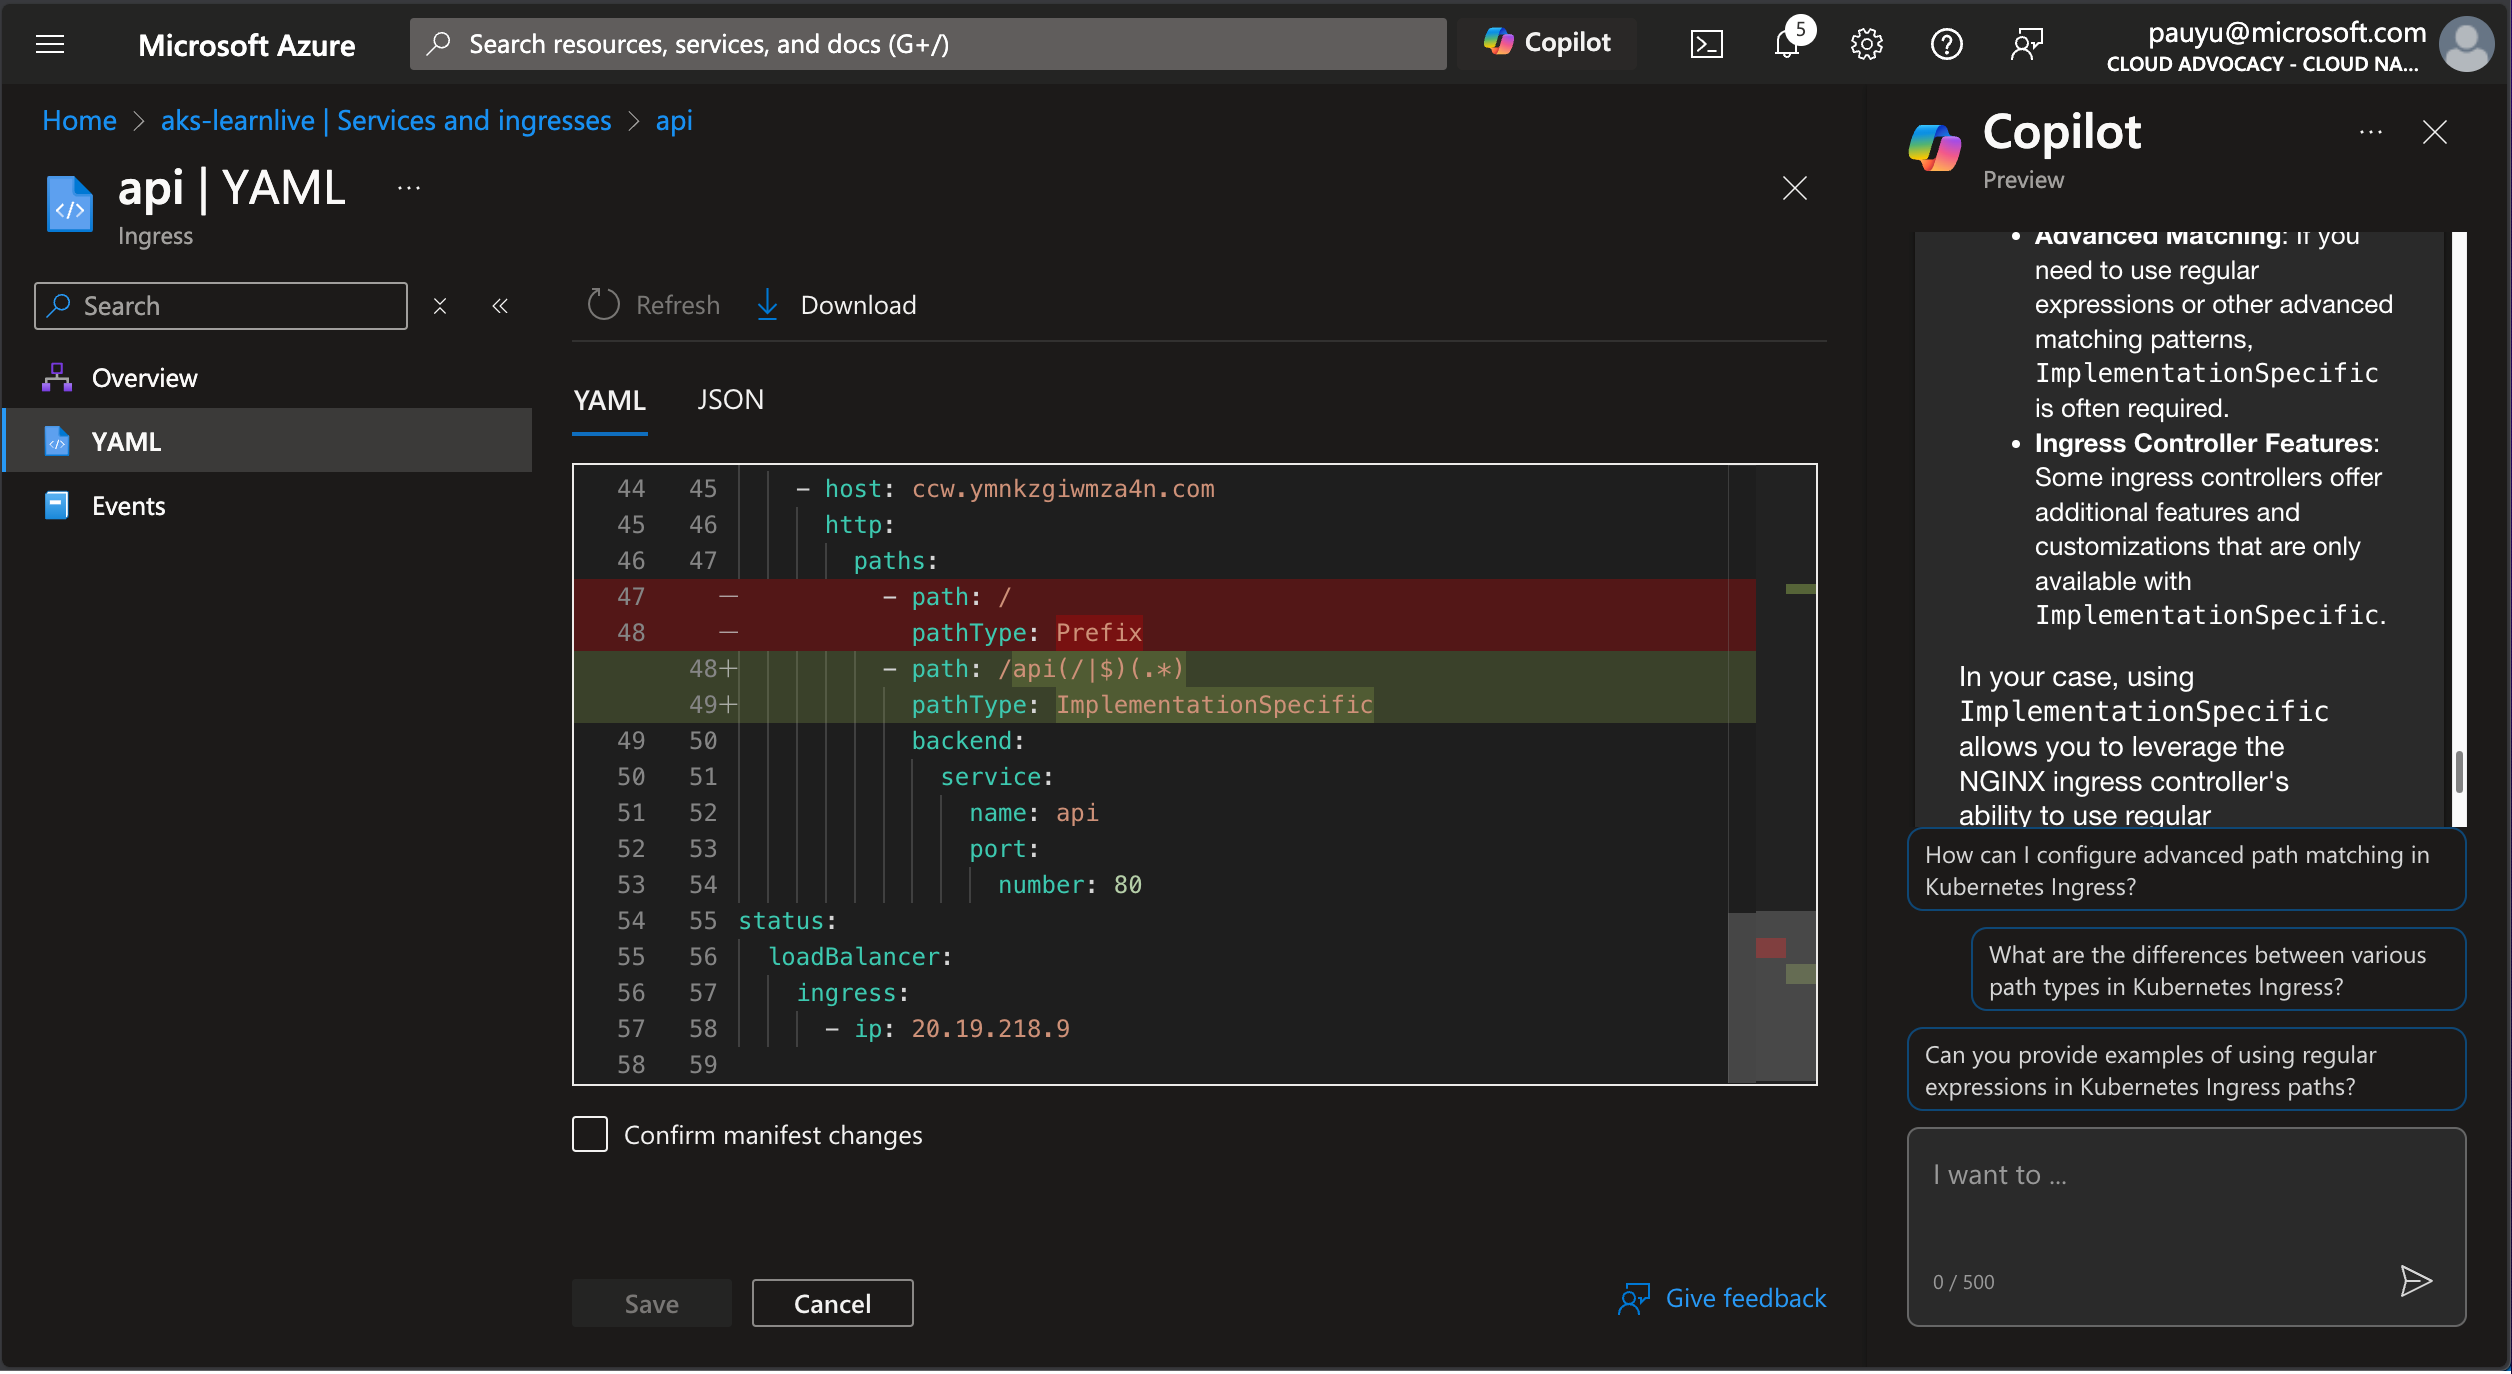 Microsoft Azure
Search resources, services, and docs (G+/)
Copilot
5
pauyu@microsoft.com
CLOUD ADVOCACY - CLOUD NA...
Home > aks-learnlive | Services and ingresses > api
api | YAML ...
Ingress
Search
Overview
YAML
Events
Refresh
Download
YAML JSON
44 45 - host: ccw.ymnkzgiwmza4n.com
45 46 http:
46 47 paths:
47 — - path: /
48 — pathType: Prefix
48+ - path: /api(/|$)(.*)
49+ pathType: ImplementationSpecific
49 50 backend:
50 51 service:
51 52 name: api
52 53 port:
53 54 number: 80
54 55 status:
55 56 loadBalancer:
56 57 ingress:
57 58 - ip: 20.19.218.9
58 59
Confirm manifest changes
Save
Cancel
Give feedback
Copilot
Preview
• Advanced Matching: If you
need to use regular
expressions or other advanced
matching patterns,
ImplementationSpecific
is often required.
• Ingress Controller Features:
Some ingress controllers offer
additional features and
customizations that are only
available with
ImplementationSpecific.
In your case, using
ImplementationSpecific
allows you to leverage the
NGINX ingress controller's
ability to use regular
How can I configure advanced path matching in
Kubernetes Ingress?
What are the differences between various
path types in Kubernetes Ingress?
Can you provide examples of using regular
expressions in Kubernetes Ingress paths?
I want to ...
0 / 500